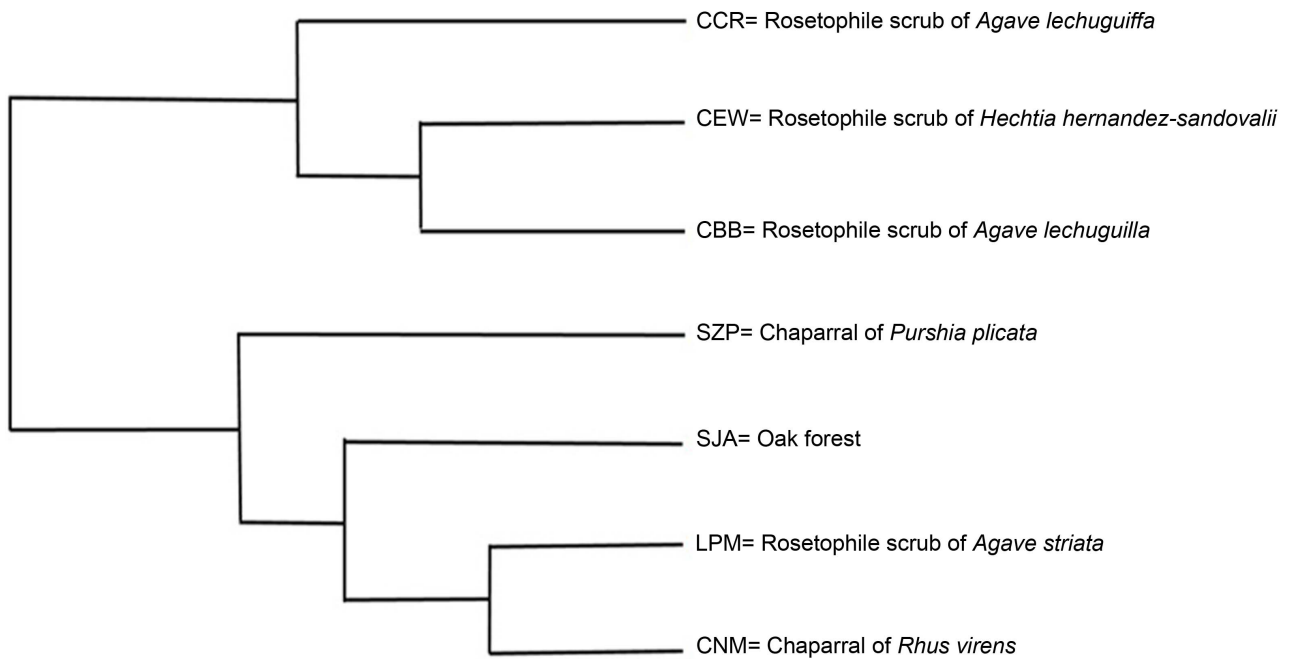 CCR= Rosetophile scrub of Agave lechuguiffa
CEW= Rosetophile scrub of Hechtia hernandez-sandovalii
CBB= Rosetophile scrub of Agave lechuguilla
SZP= Chaparral of Purshia plicata
SJA= Oak forest
LPM= Rosetophile scrub of Agave striata
CNM= Chaparral of Rhus virens